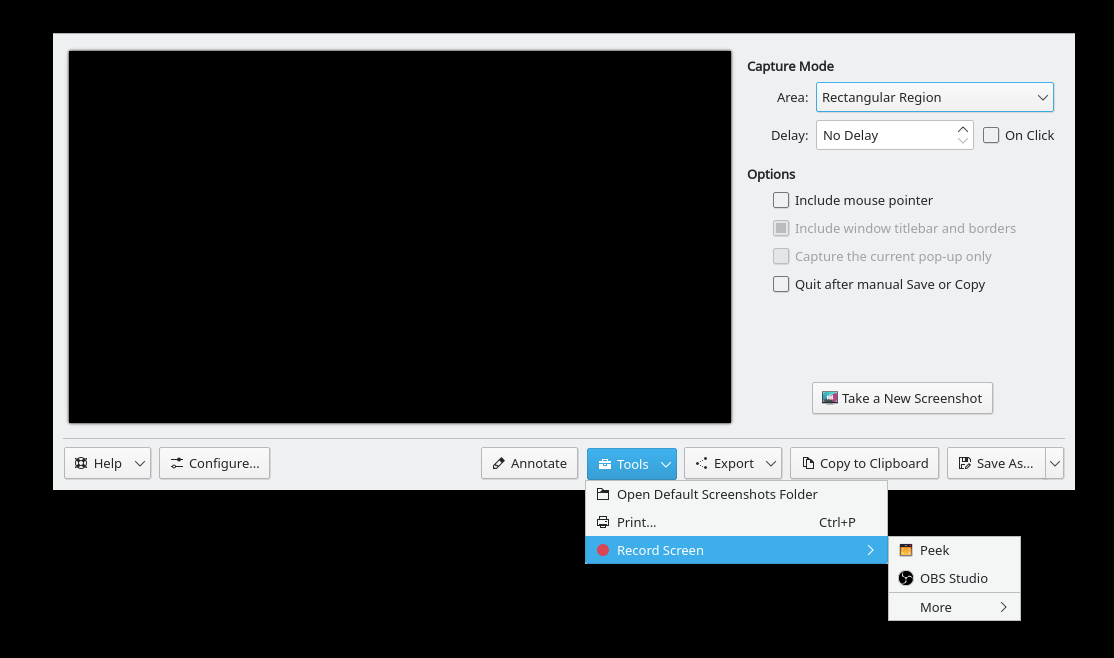 Capture Mode
Area: Rectangular Region
Delay: No Delay On Click
Options
Include mouse pointer
Include window titlebar and borders
Capture the current pop-up only
Quit after manual Save or Copy
Take a New Screenshot
Help Configure... Annotate Tools Export Copy to Clipboard Save As...
Open Default Screenshots Folder
Print... Ctrl+P
Record Screen
Peek
OBS Studio
More